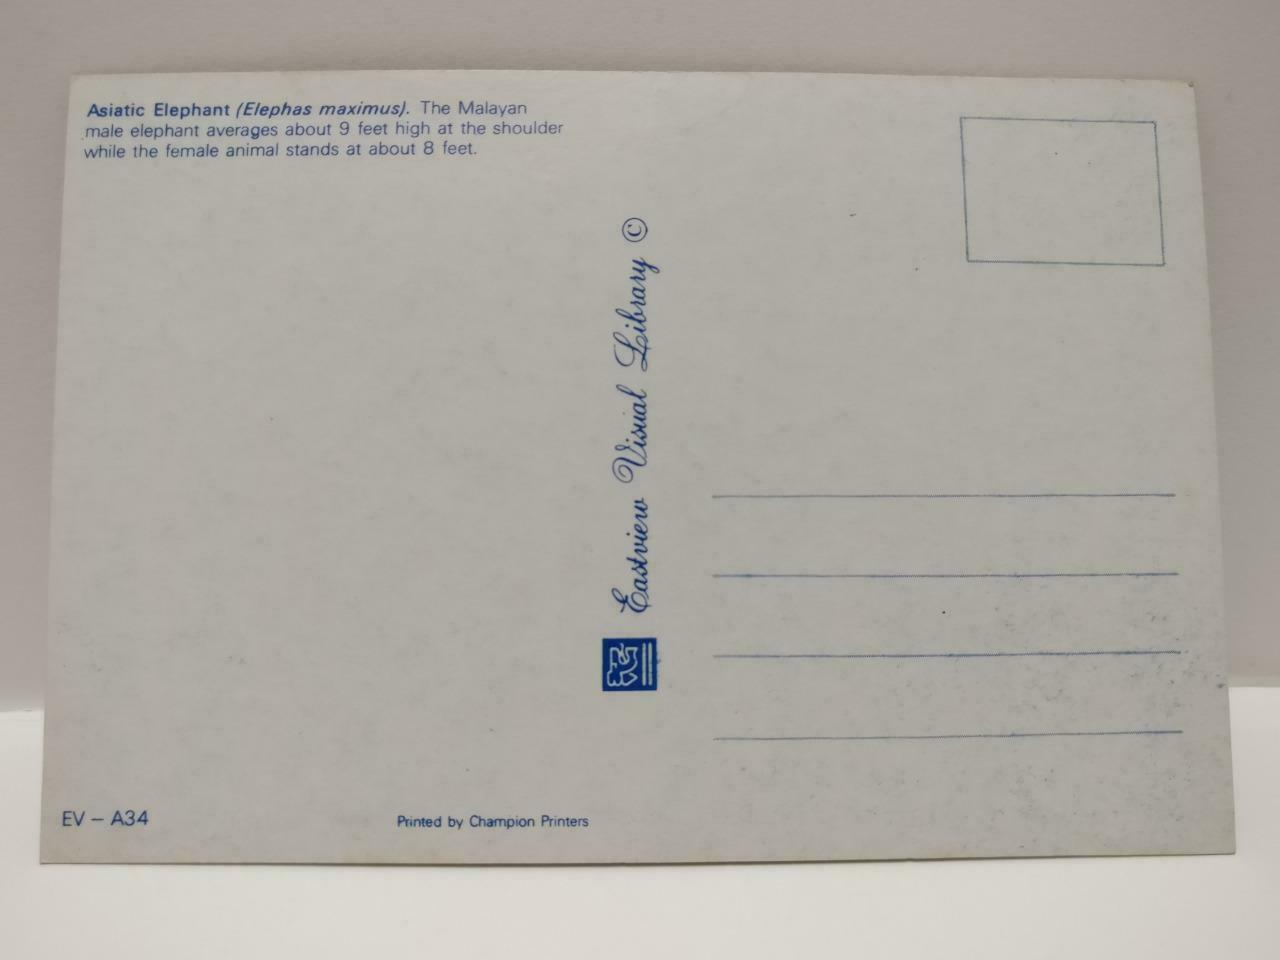 Asiatic Elephant (Elephas maximus). The Malayan
male elephant averages about 9 feet high at the shoulder
while the female animal stands at about 8 feet.
Eastview Visual Library ©
EV – A34
Printed by Champion Printers